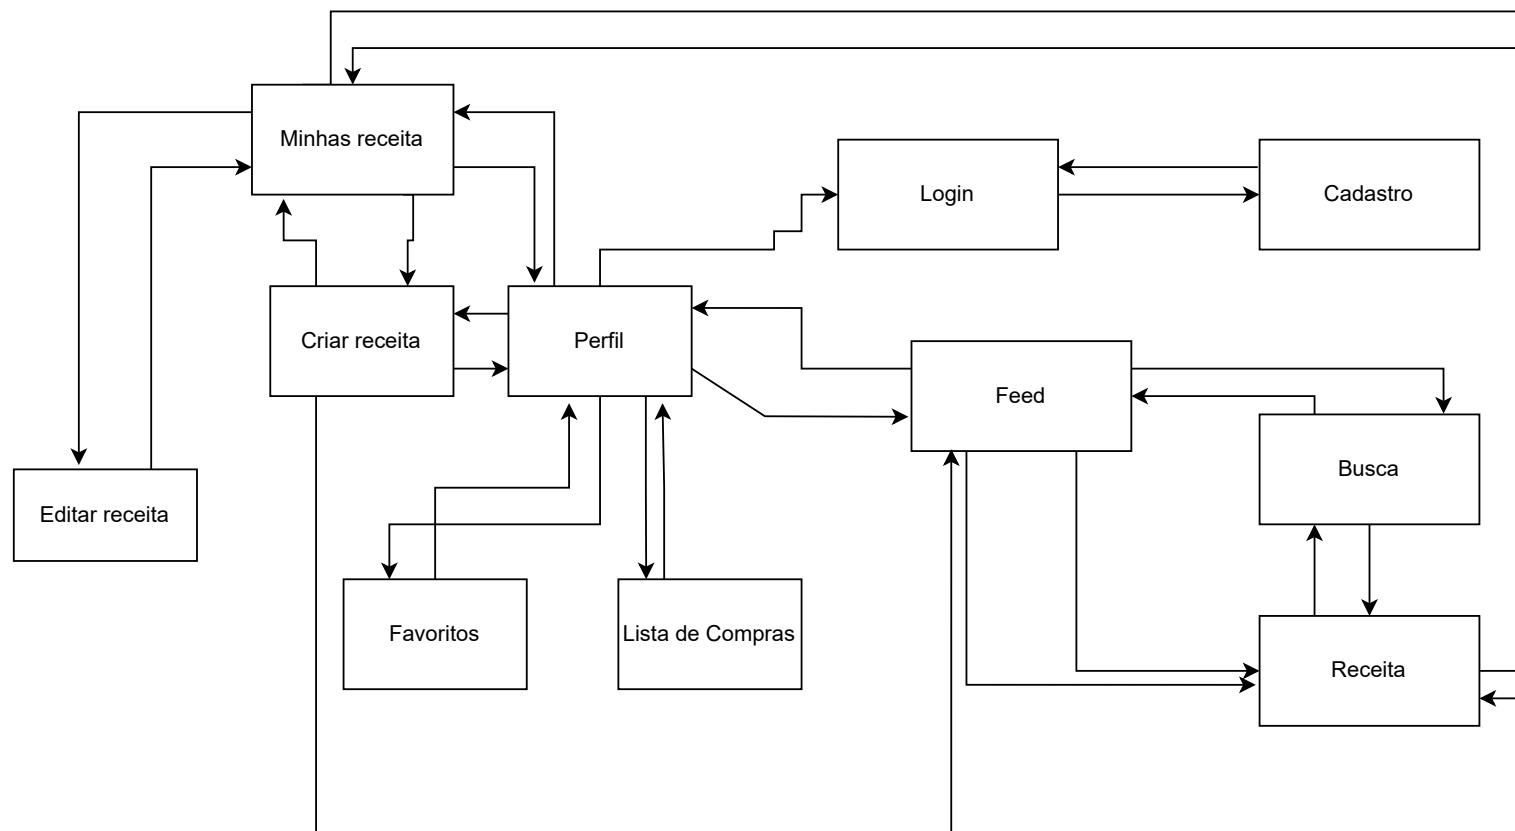 Minhas receita
Login
Cadastro
Criar receita
Perfil
Feed
Busca
Editar receita
Favoritos
Lista de Compras
Receita